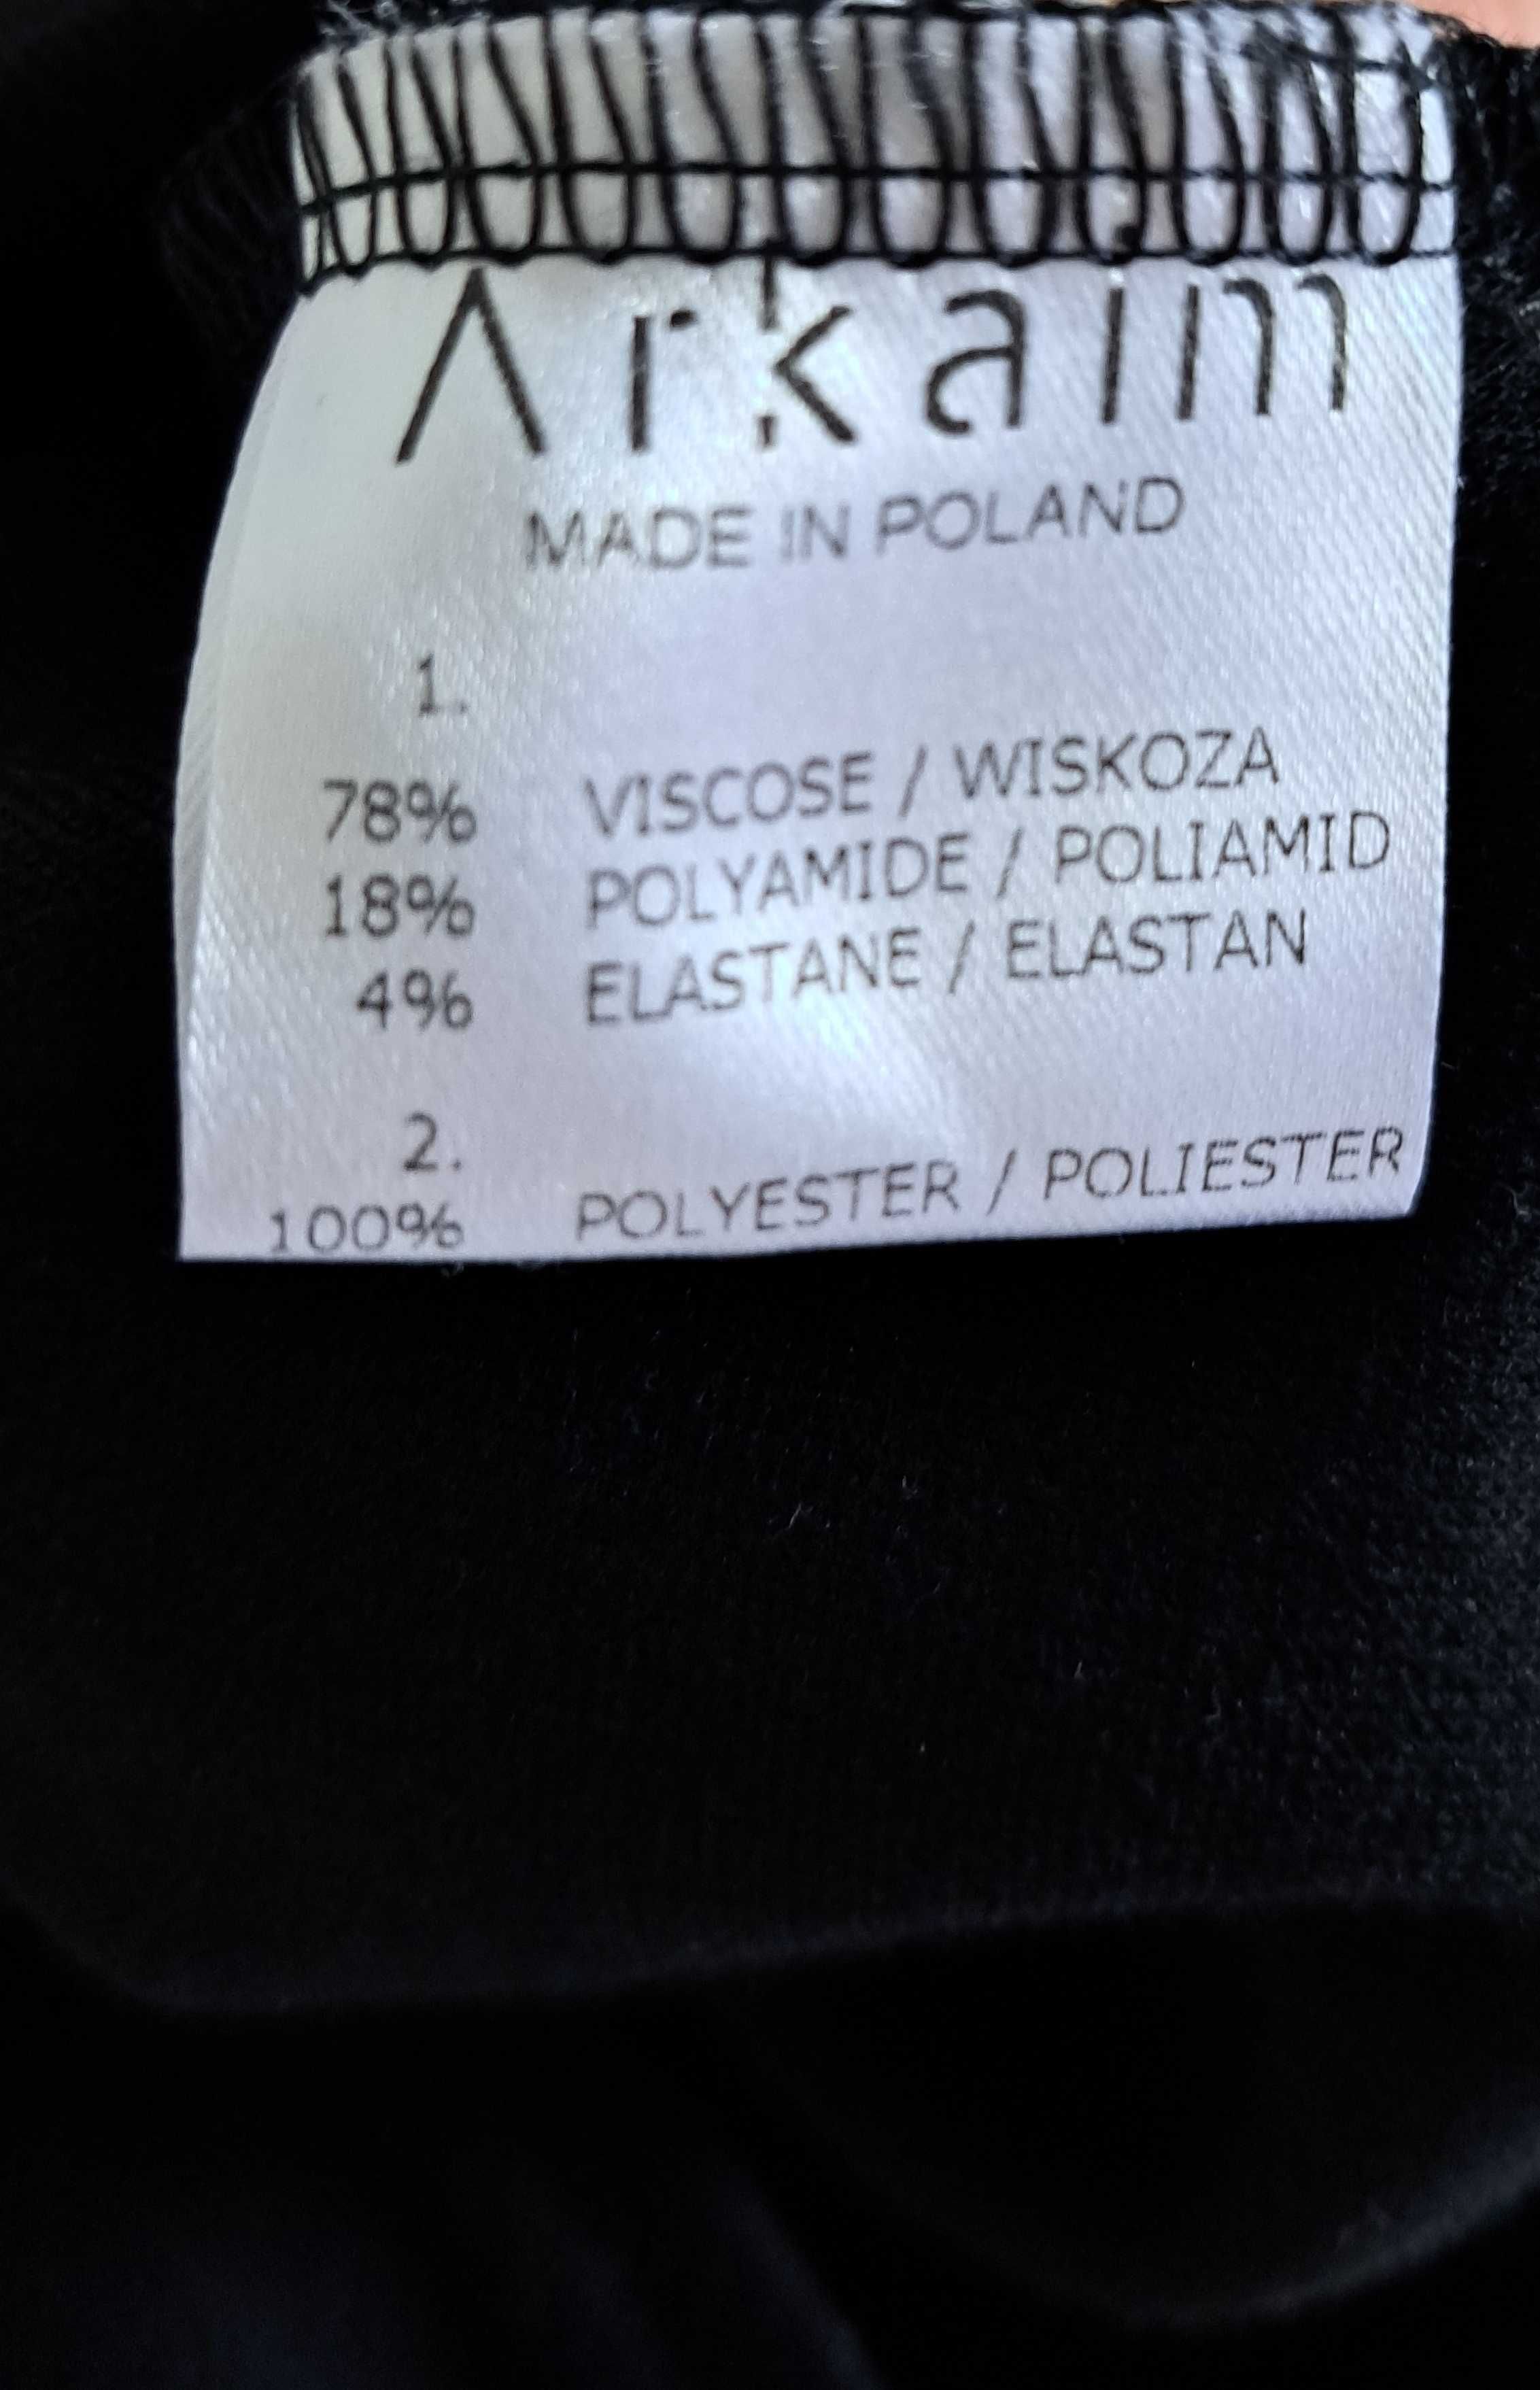 Arkaim
MADE IN POLAND
1.
78% VISCOSE / WISKOZA
18% POLYAMIDE / POLIAMID
4% ELASTANE / ELASTAN
2.
100% POLYESTER / POLIESTER